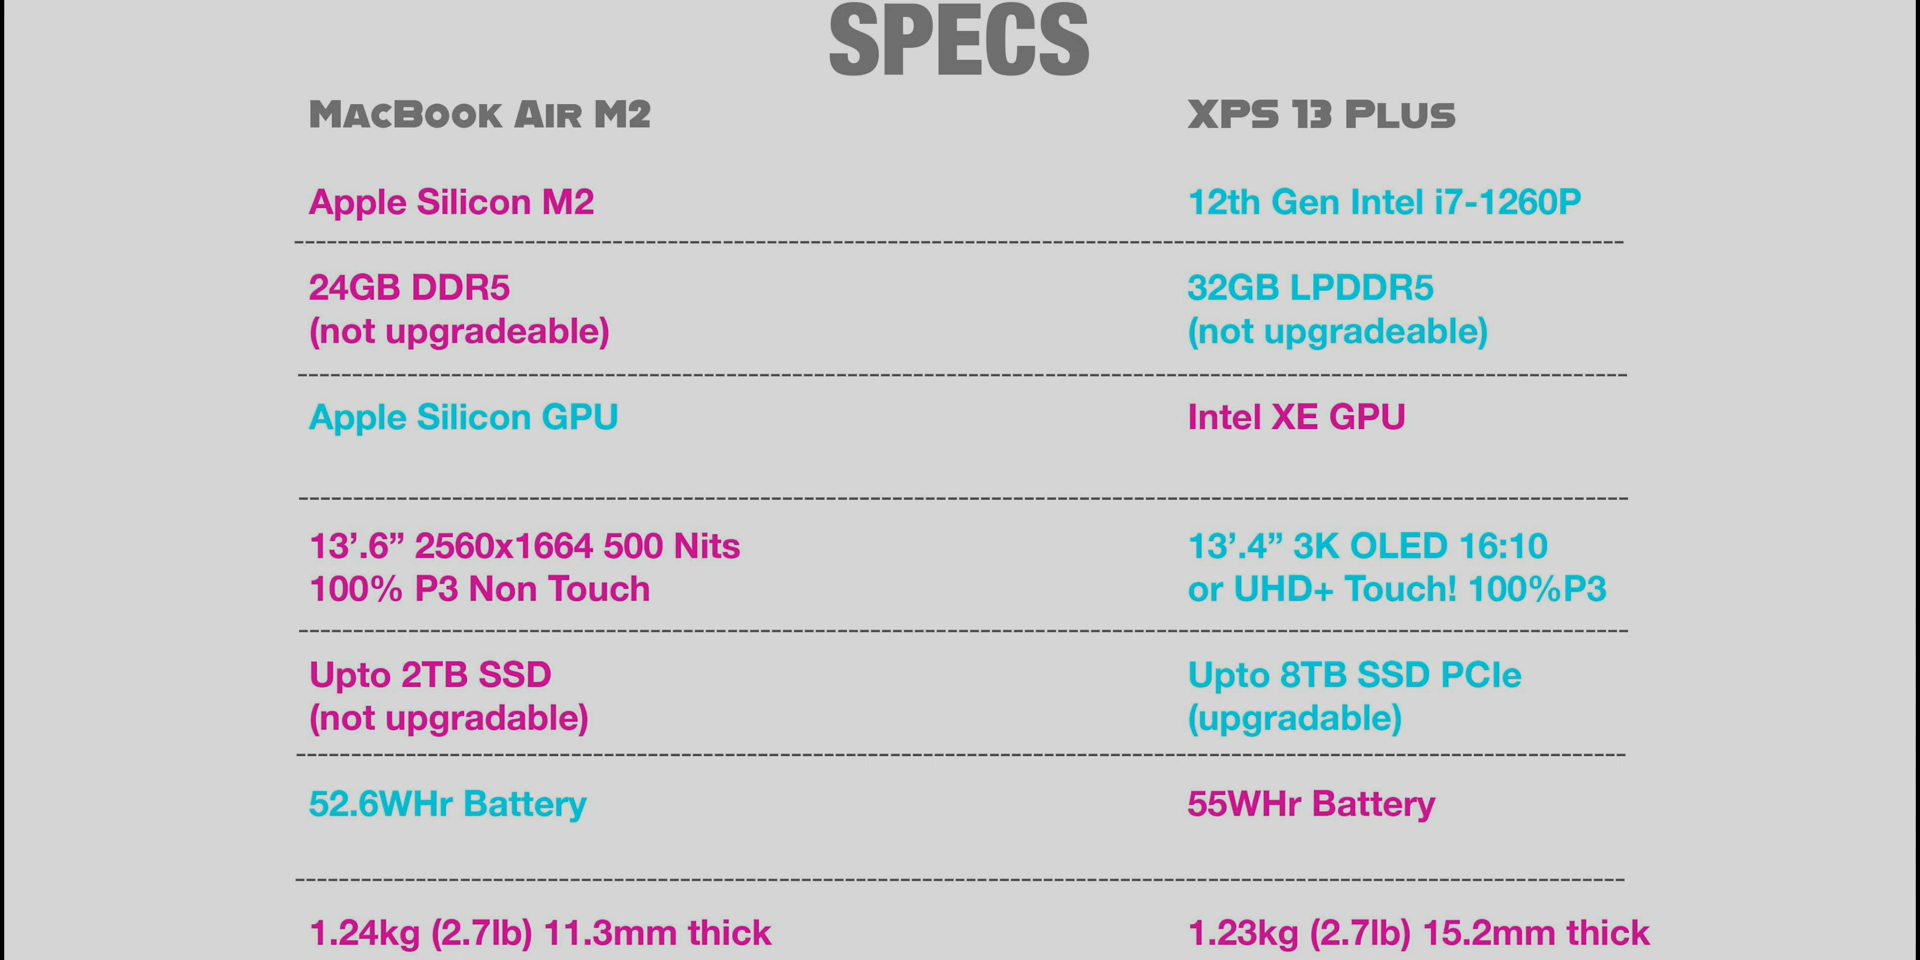 SPECS
MacBook Air M2
XPS 13 Plus
Apple Silicon M2
12th Gen Intel i7-1260P
24GB DDR5
(not upgradeable)
32GB LPDDR5
(not upgradeable)
Apple Silicon GPU
Intel XE GPU
13’.6” 2560x1664 500 Nits
100% P3 Non Touch
13’.4” 3K OLED 16:10
or UHD+ Touch! 100%P3
Upto 2TB SSD
(not upgradable)
Upto 8TB SSD PCIe
(upgradable)
52.6WHr Battery
55WHr Battery
1.24kg (2.7lb) 11.3mm thick
1.23kg (2.7lb) 15.2mm thick